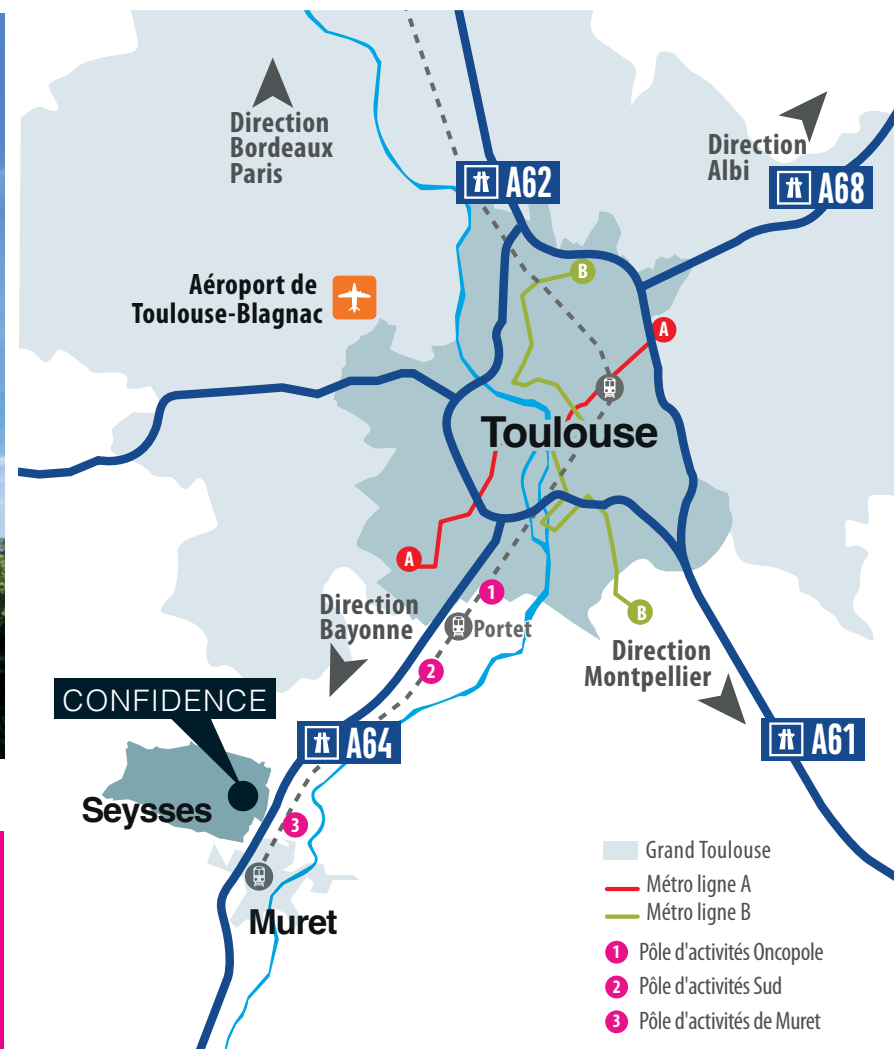 Direction
Bordeaux
Paris
Direction
Albi
A62
A68
Aéroport de
Toulouse-Blagnac
B
A
Toulouse
A
1
Direction
Bayonne
Portet
B
2
Direction
Montpellier
CONFIDENCE
A64
A61
Seysses
3
Muret
Grand Toulouse
Métro ligne A
Métro ligne B
1 Pôle d'activités Oncopole
2 Pôle d'activités Sud
3 Pôle d'activités de Muret